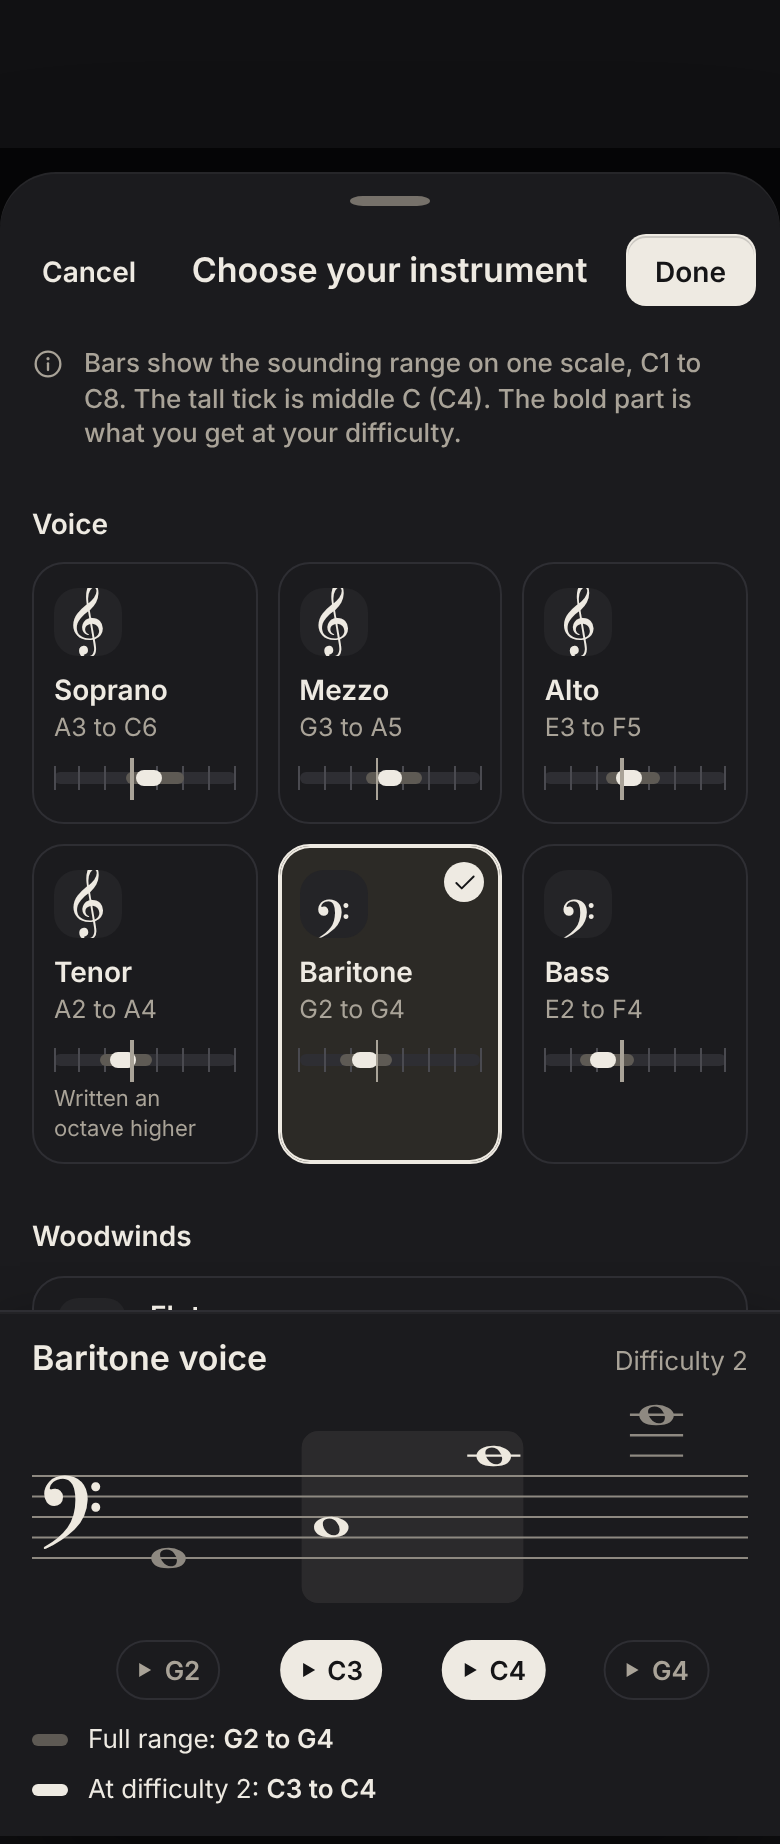 Cancel
Choose your instrument
Done
Bars show the sounding range on one scale, C1 to
C8. The tall tick is middle C (C4). The bold part is
what you get at your difficulty.
Voice
Soprano
A3 to C6
Mezzo
G3 to A5
Alto
E3 to F5
Tenor
A2 to A4
Written an
octave higher
Baritone
G2 to G4
Bass
E2 to F4
Woodwinds
Baritone voice
Difficulty 2
G2
C3
C4
G4
Full range: G2 to G4
At difficulty 2: C3 to C4